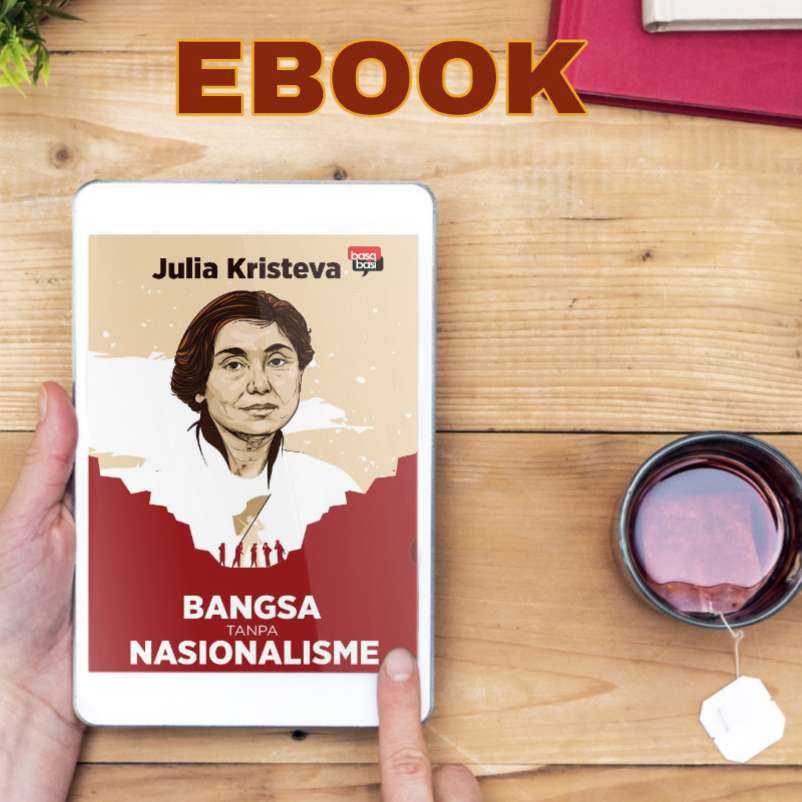 EBOOK
Julia Kristeva
basa
basi
BANGSA
TANPA
NASIONALISME